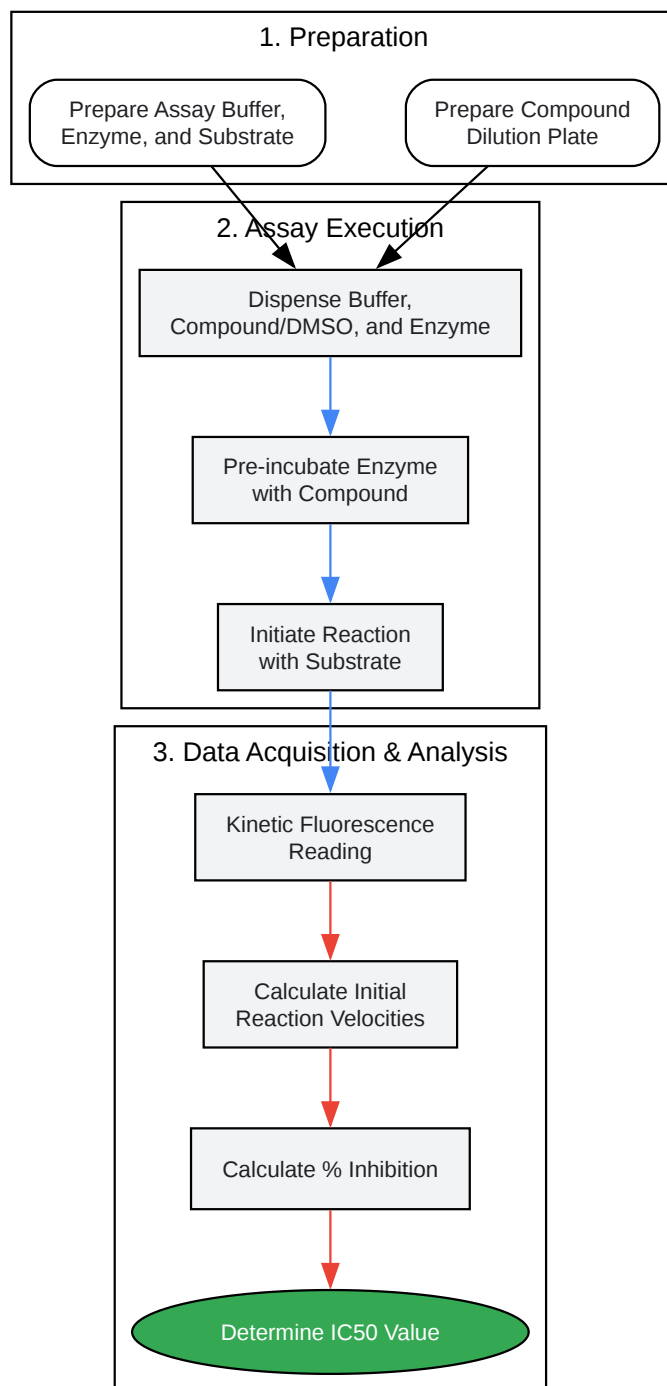 1. Preparation
Prepare Assay Buffer,
Enzyme, and Substrate
Prepare Compound
Dilution Plate
2. Assay Execution
Dispense Buffer,
Compound/DMSO, and Enzyme
Pre-incubate Enzyme
with Compound
Initiate Reaction
with Substrate
3. Data Acquisition & Analysis
Kinetic Fluorescence
Reading
Calculate Initial
Reaction Velocities
Calculate % Inhibition
Determine IC50 Value